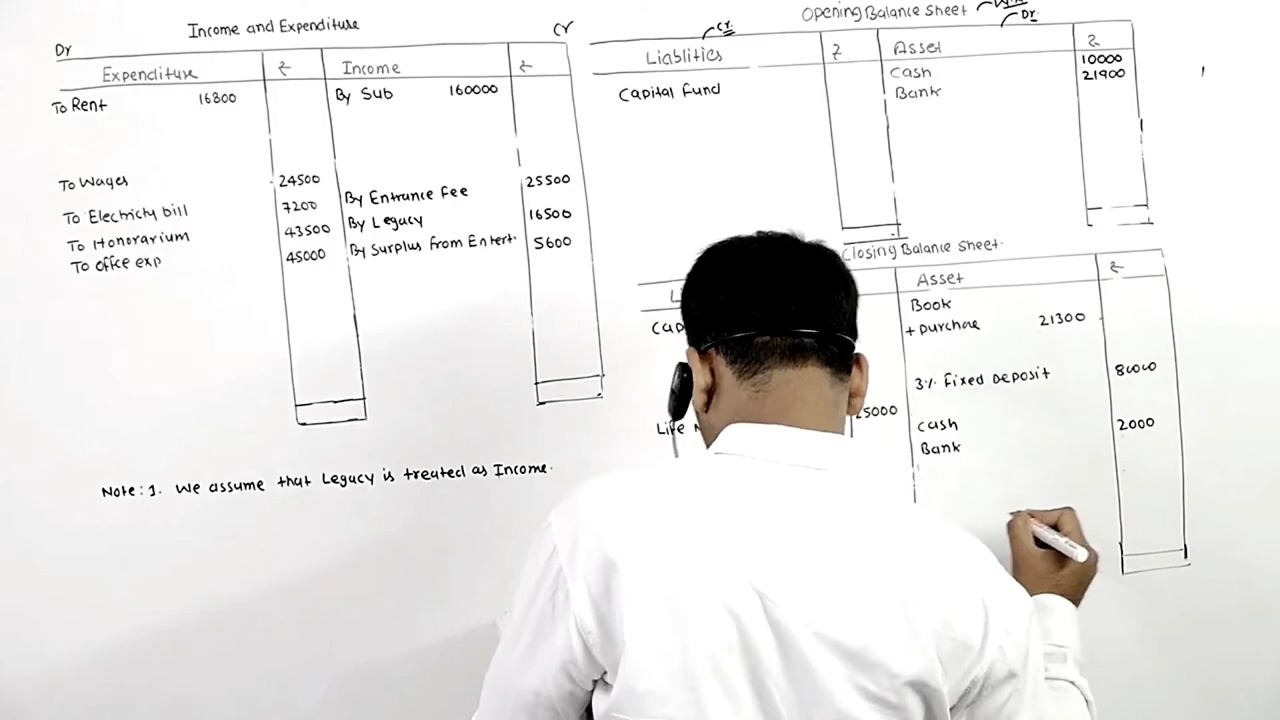 Income and Expenditure
Dr
Cr
Expenditure ₹ Income ₹
To Rent 16800 By Sub 160000
To Wages 24500
By Entrance Fee 25500
To Electricity bill 7200
By Legacy 16500
To Honorarium 43500
By Surplus from Entert. 5600
To offce exp 45000
Note: 1. We assume that Legacy is treated as Income.
Opening Balance Sheet
Cr.
Dr.
Liablities ₹ Asset ₹
Capital Fund
Cash 10000
Bank 21900
Closing Balance Sheet.
Asset ₹
Book
+ purchae 21300
3% Fixed Deposit 80000
Life
Cash 2000
Bank